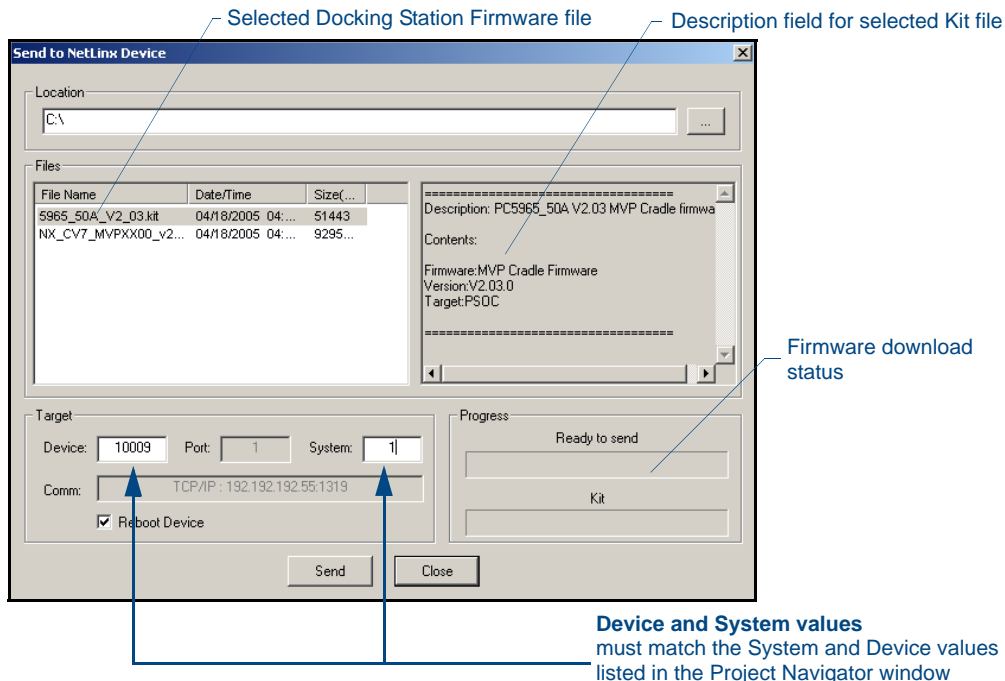 Selected Docking Station Firmware file
Description field for selected Kit file
Send to NetLinx Device
Location
C:\
...
Files
File Name Date/Time Size(...
5965_50A_V2_03.kit 04/18/2005 04:... 51443
NX_CV7_MVPXX00_v2... 04/18/2005 04:... 9295...
===================================
Description: PC5965_50A V2.03 MVP Cradle firmwa
Contents:
Firmware:MVP Cradle Firmware
Version:V2.03.0
Target:PSOC
===================================
Firmware download
status
Target
Device: 10009 Port: 1 System: 1
Comm: TCP/IP : 192.192.192.55:1319
Reboot Device
Progress
Ready to send
Kit
Send
Close
Device and System values
must match the System and Device values
listed in the Project Navigator window